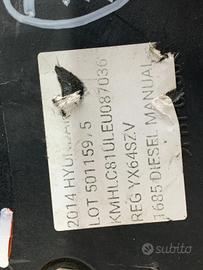 2014 HYUNDAI
LOT 501159 / 5
KMHLC81ULEU087036
REG YX64SZV
1685 DIESEL MANUAL
subito